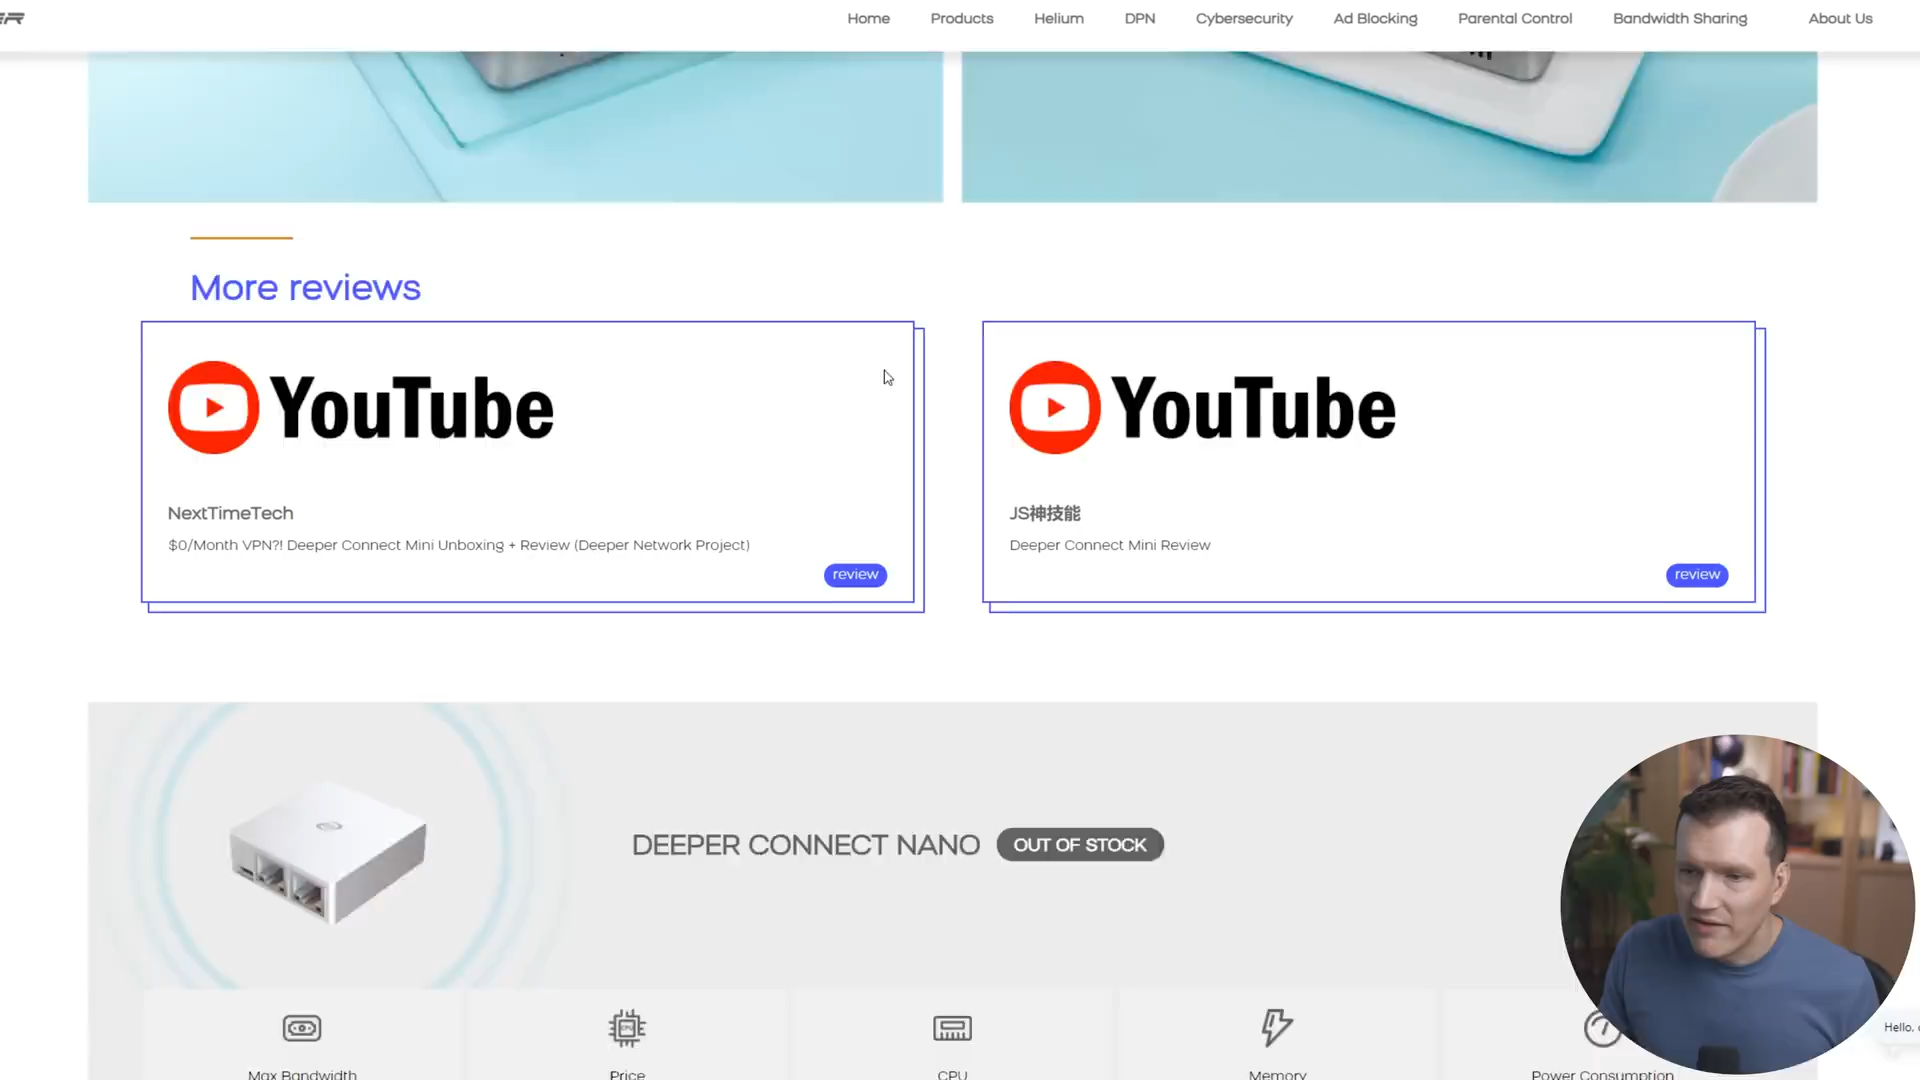 Home Products Helium DPN Cybersecurity Ad Blocking Parental Control Bandwidth Sharing About Us
More reviews
YouTube
NextTimeTech
$0/Month VPN?! Deeper Connect Mini Unboxing + Review (Deeper Network Project)
review
YouTube
JS神技能
Deeper Connect Mini Review
review
DEEPER CONNECT NANO OUT OF STOCK
Max Bandwidth Price CPU Memory Power Consumption
Hello,